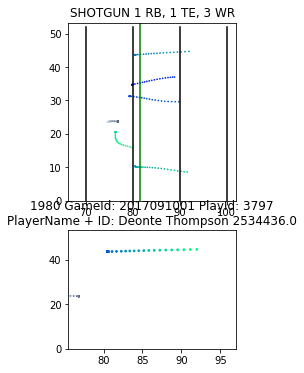 SHOTGUN 1 RB, 1 TE, 3 WR
50
40
30
20
10
0
70 80 90 100
1980 GameId: 2017091001 PlayId: 3797
PlayerName + ID: Deonte Thompson 2534436.0
40
20
0
80 85 90 95